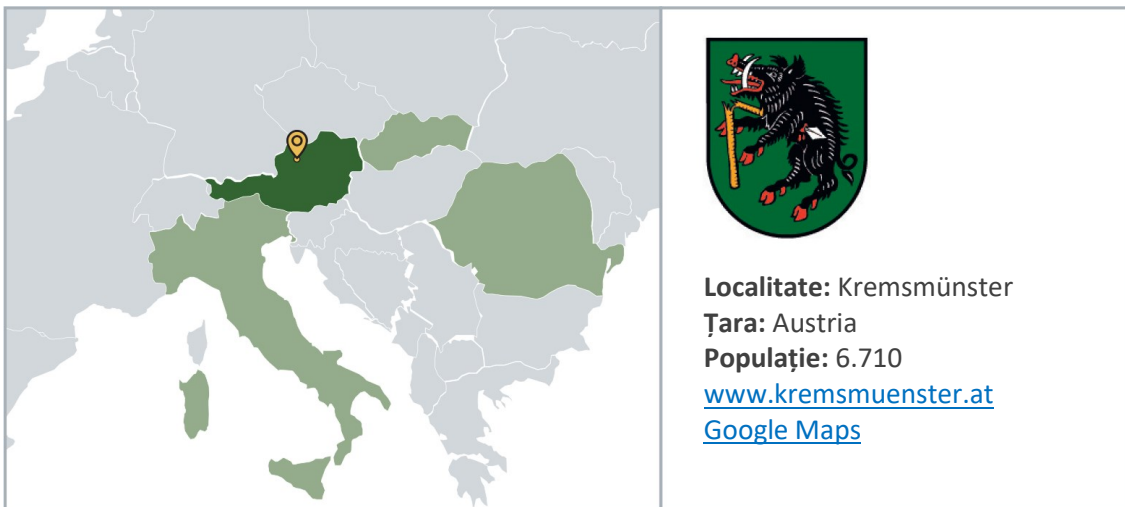 Localitate: Kremsmünster
Țara: Austria
Populație: 6.710
www.kremsmuenster.at
Google Maps